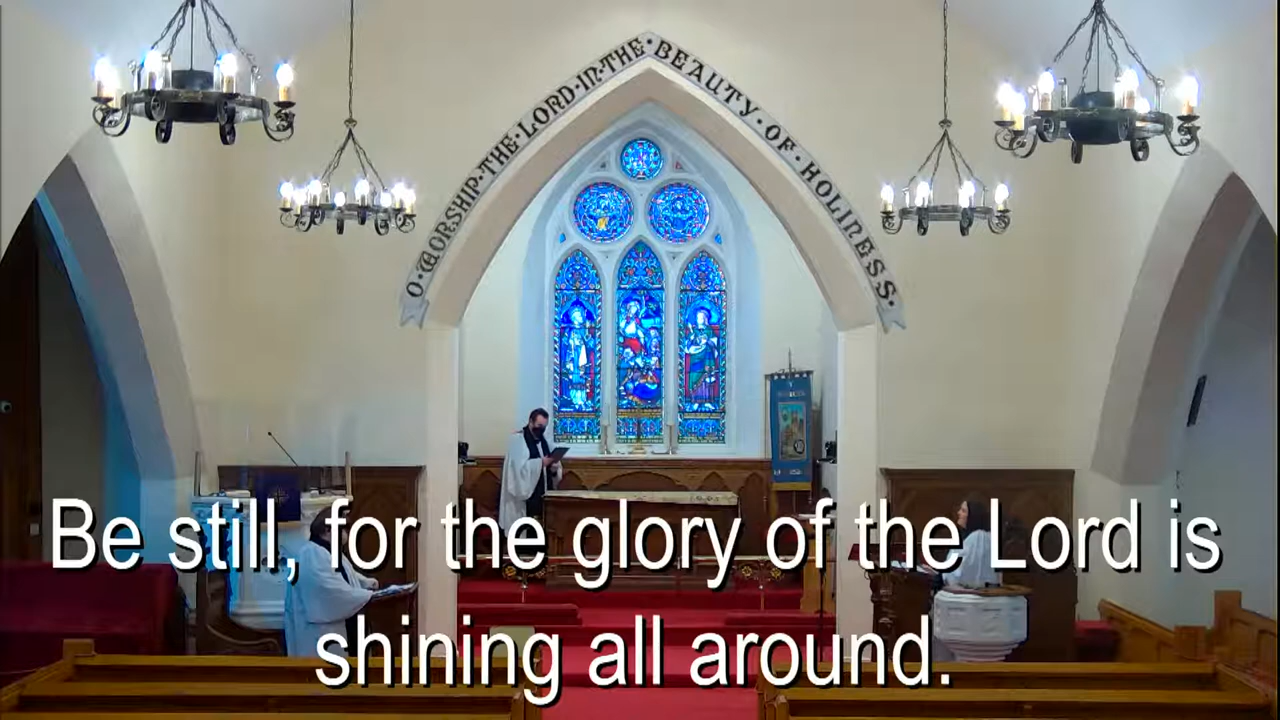 O·WORSHIP·THE·LORD·IN·THE·BEAUTY·OF·HOLINESS·
Be still, for the glory of the Lord is
shining all around.